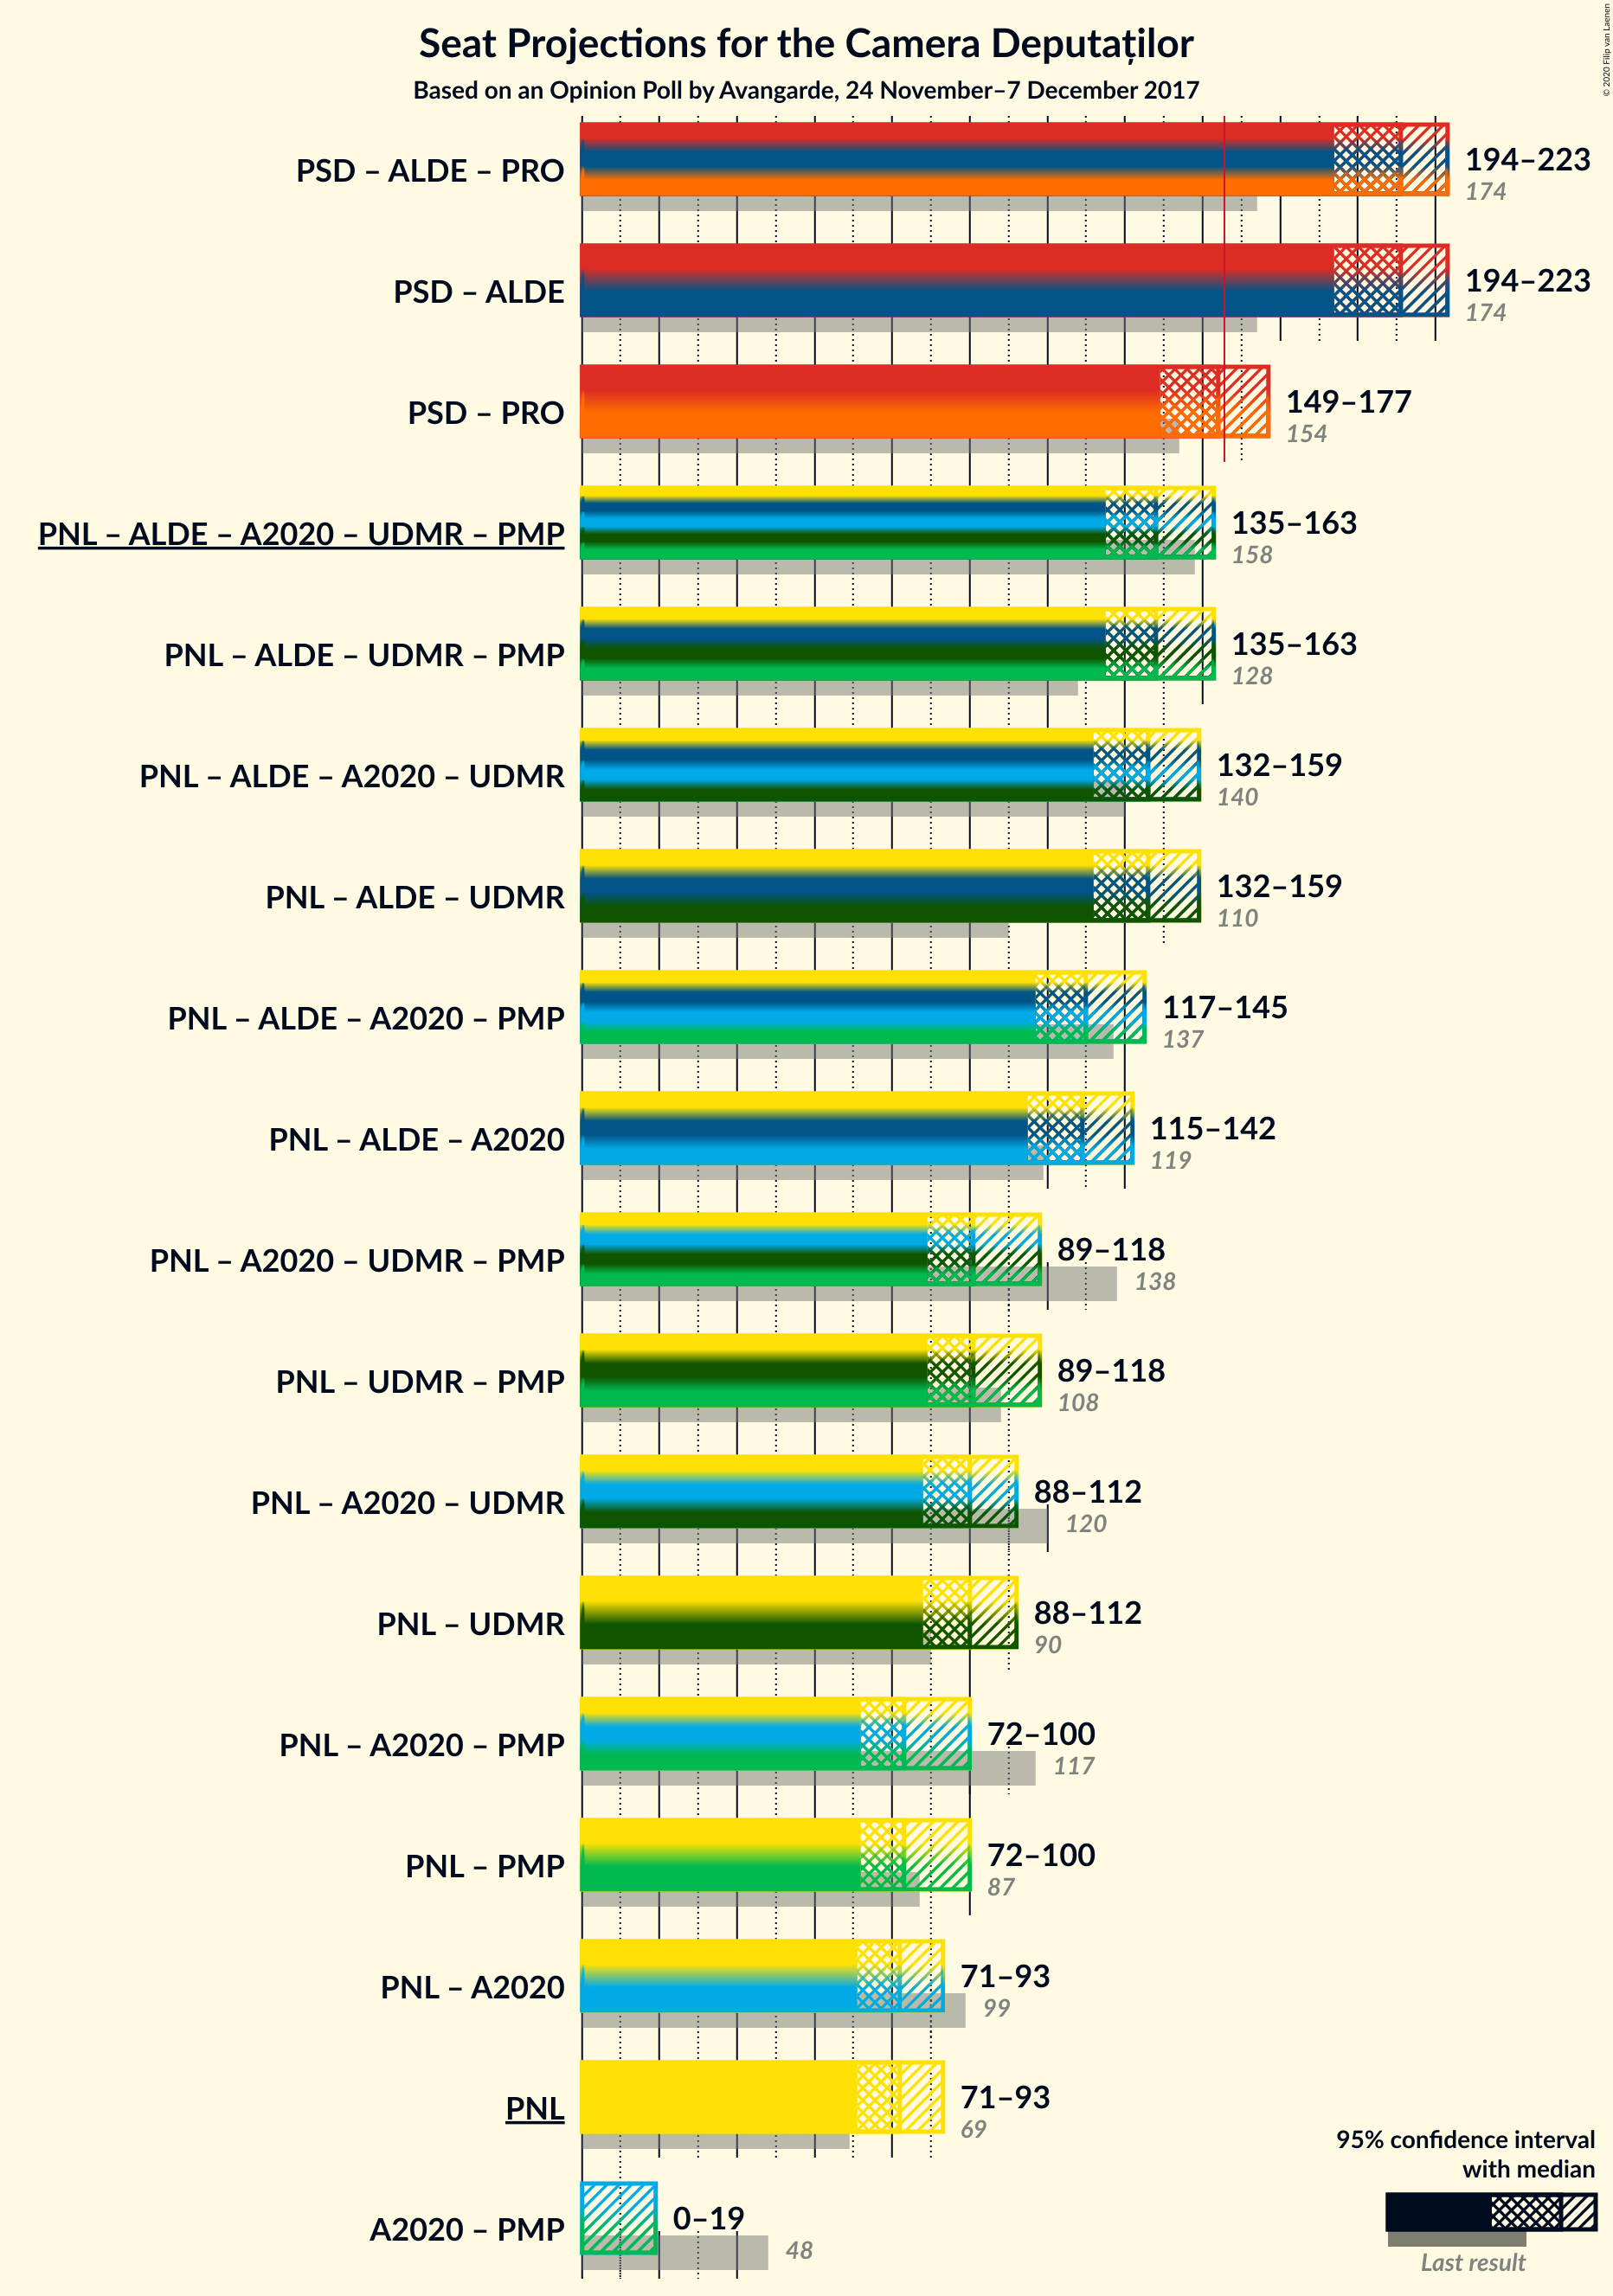 Seat Projections for the Camera Deputaților
Based on an Opinion Poll by Avangarde, 24 November–7 December 2017
© 2020 Filip van Laenen
PSD – ALDE – PRO
194–223
174
PSD – ALDE
194–223
174
PSD – PRO
149–177
154
PNL – ALDE – A2020 – UDMR – PMP
135–163
158
PNL – ALDE – UDMR – PMP
135–163
128
PNL – ALDE – A2020 – UDMR
132–159
140
PNL – ALDE – UDMR
132–159
110
PNL – ALDE – A2020 – PMP
117–145
137
PNL – ALDE – A2020
115–142
119
PNL – A2020 – UDMR – PMP
89–118
138
PNL – UDMR – PMP
89–118
108
PNL – A2020 – UDMR
88–112
120
PNL – UDMR
88–112
90
PNL – A2020 – PMP
72–100
117
PNL – PMP
72–100
87
PNL – A2020
71–93
99
PNL
71–93
69
A2020 – PMP
0–19
48
95% confidence interval
with median
Last result